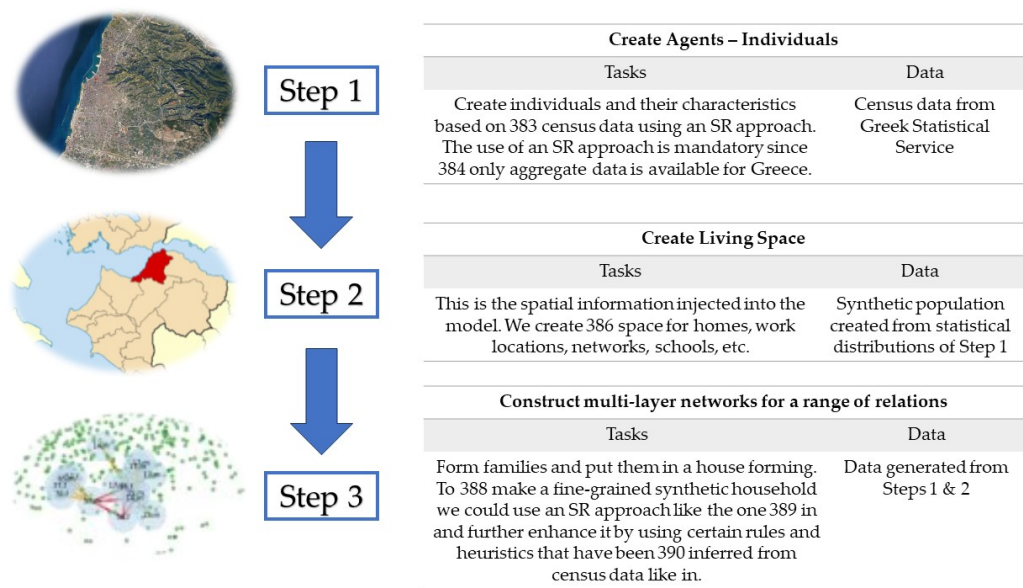 Step 1
Create Agents – Individuals
Tasks
Data
Create individuals and their characteristics
based on 383 census data using an SR approach.
The use of an SR approach is mandatory since
384 only aggregate data is available for Greece.
Census data from
Greek Statistical
Service
Step 2
Create Living Space
Tasks
Data
This is the spatial information injected into the
model. We create 386 space for homes, work
locations, networks, schools, etc.
Synthetic population
created from statistical
distributions of Step 1
Step 3
Construct multi-layer networks for a range of relations
Tasks
Data
Form families and put them in a house forming.
To 388 make a fine-grained synthetic household
we could use an SR approach like the one 389 in
and further enhance it by using certain rules and
heuristics that have been 390 inferred from
census data like in.
Data generated from
Steps 1 & 2